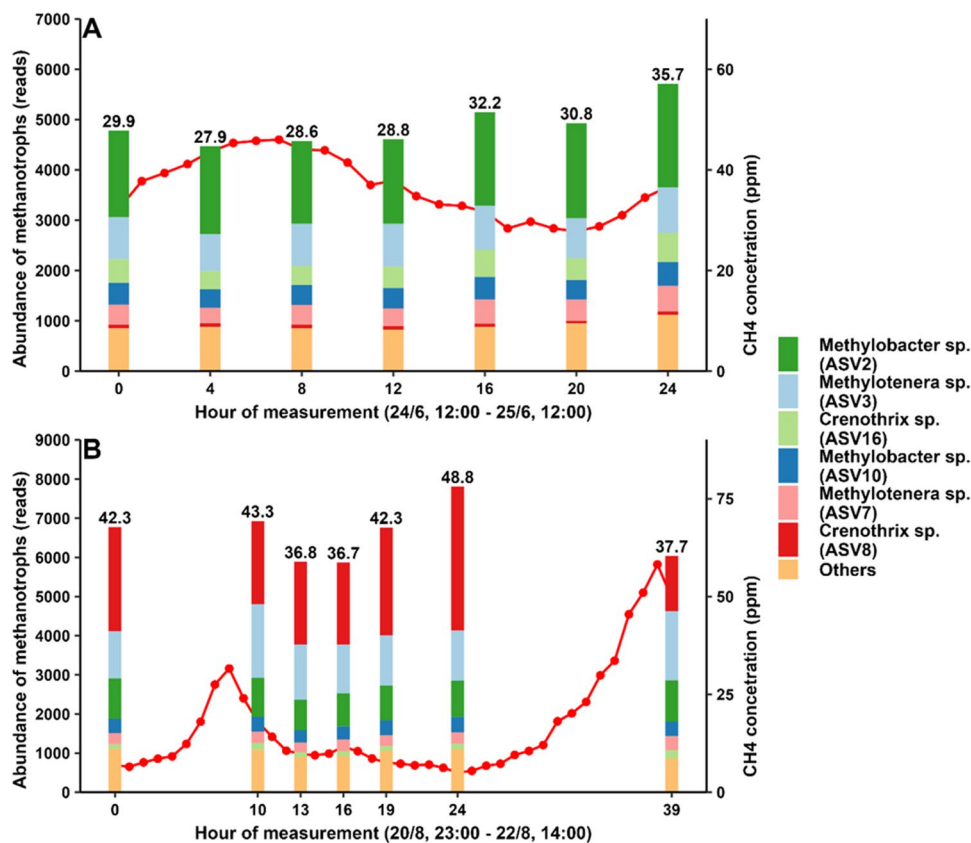 A
Abundance of methanotrophs (reads)
7000
6000
5000
4000
3000
2000
1000
0
29.9
27.9
28.6
28.8
32.2
30.8
35.7
60
40
20
0
CH4 concetration (ppm)
0 4 8 12 16 20 24
Hour of measurement (24/6, 12:00 - 25/6, 12:00)
B
Abundance of methanotrophs (reads)
9000
8000
7000
6000
5000
4000
3000
2000
1000
0
42.3
43.3
36.8
36.7
42.3
48.8
37.7
75
50
25
0
CH4 concetration (ppm)
0 10 13 16 19 24 39
Hour of measurement (20/8, 23:00 - 22/8, 14:00)
Methylobacter sp.
(ASV2)
Methylotenera sp.
(ASV3)
Crenothrix sp.
(ASV16)
Methylobacter sp.
(ASV10)
Methylotenera sp.
(ASV7)
Crenothrix sp.
(ASV8)
Others